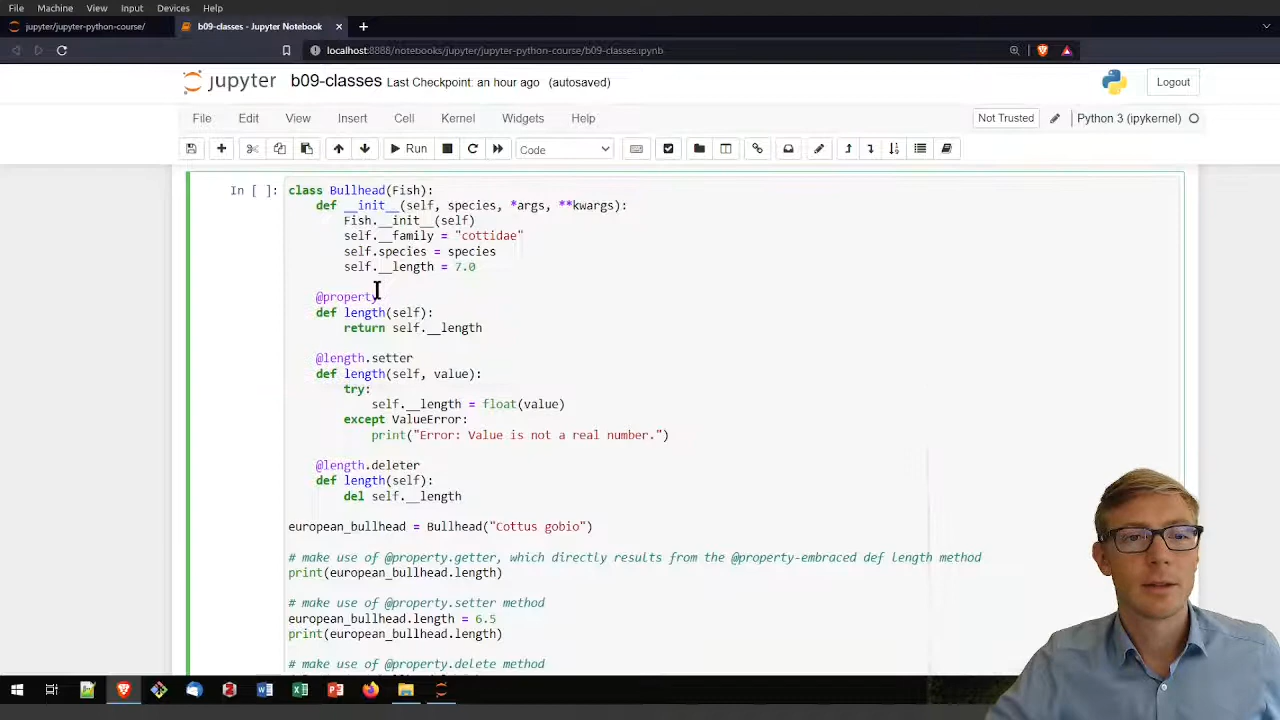 File Machine View Input Devices Help
jupyter/jupyter-python-course/
b09-classes - Jupyter Notebook
localhost:8888/notebooks/jupyter/jupyter-python-course/b09-classes.ipynb
jupyter b09-classes Last Checkpoint: an hour ago (autosaved)
Logout
File Edit View Insert Cell Kernel Widgets Help
Not Trusted
Python 3 (ipykernel)
Run
Code
In [ ]:
class Bullhead(Fish):
    def __init__(self, species, *args, **kwargs):
        Fish.__init__(self)
        self.__family = "cottidae"
        self.species = species
        self.__length = 7.0
    @property
    def length(self):
        return self.__length
    @length.setter
    def length(self, value):
        try:
            self.__length = float(value)
        except ValueError:
            print("Error: Value is not a real number.")
    @length.deleter
    def length(self):
        del self.__length
european_bullhead = Bullhead("Cottus gobio")
# make use of @property.getter, which directly results from the @property-embraced def length method
print(european_bullhead.length)
# make use of @property.setter method
european_bullhead.length = 6.5
print(european_bullhead.length)
# make use of @property.delete method